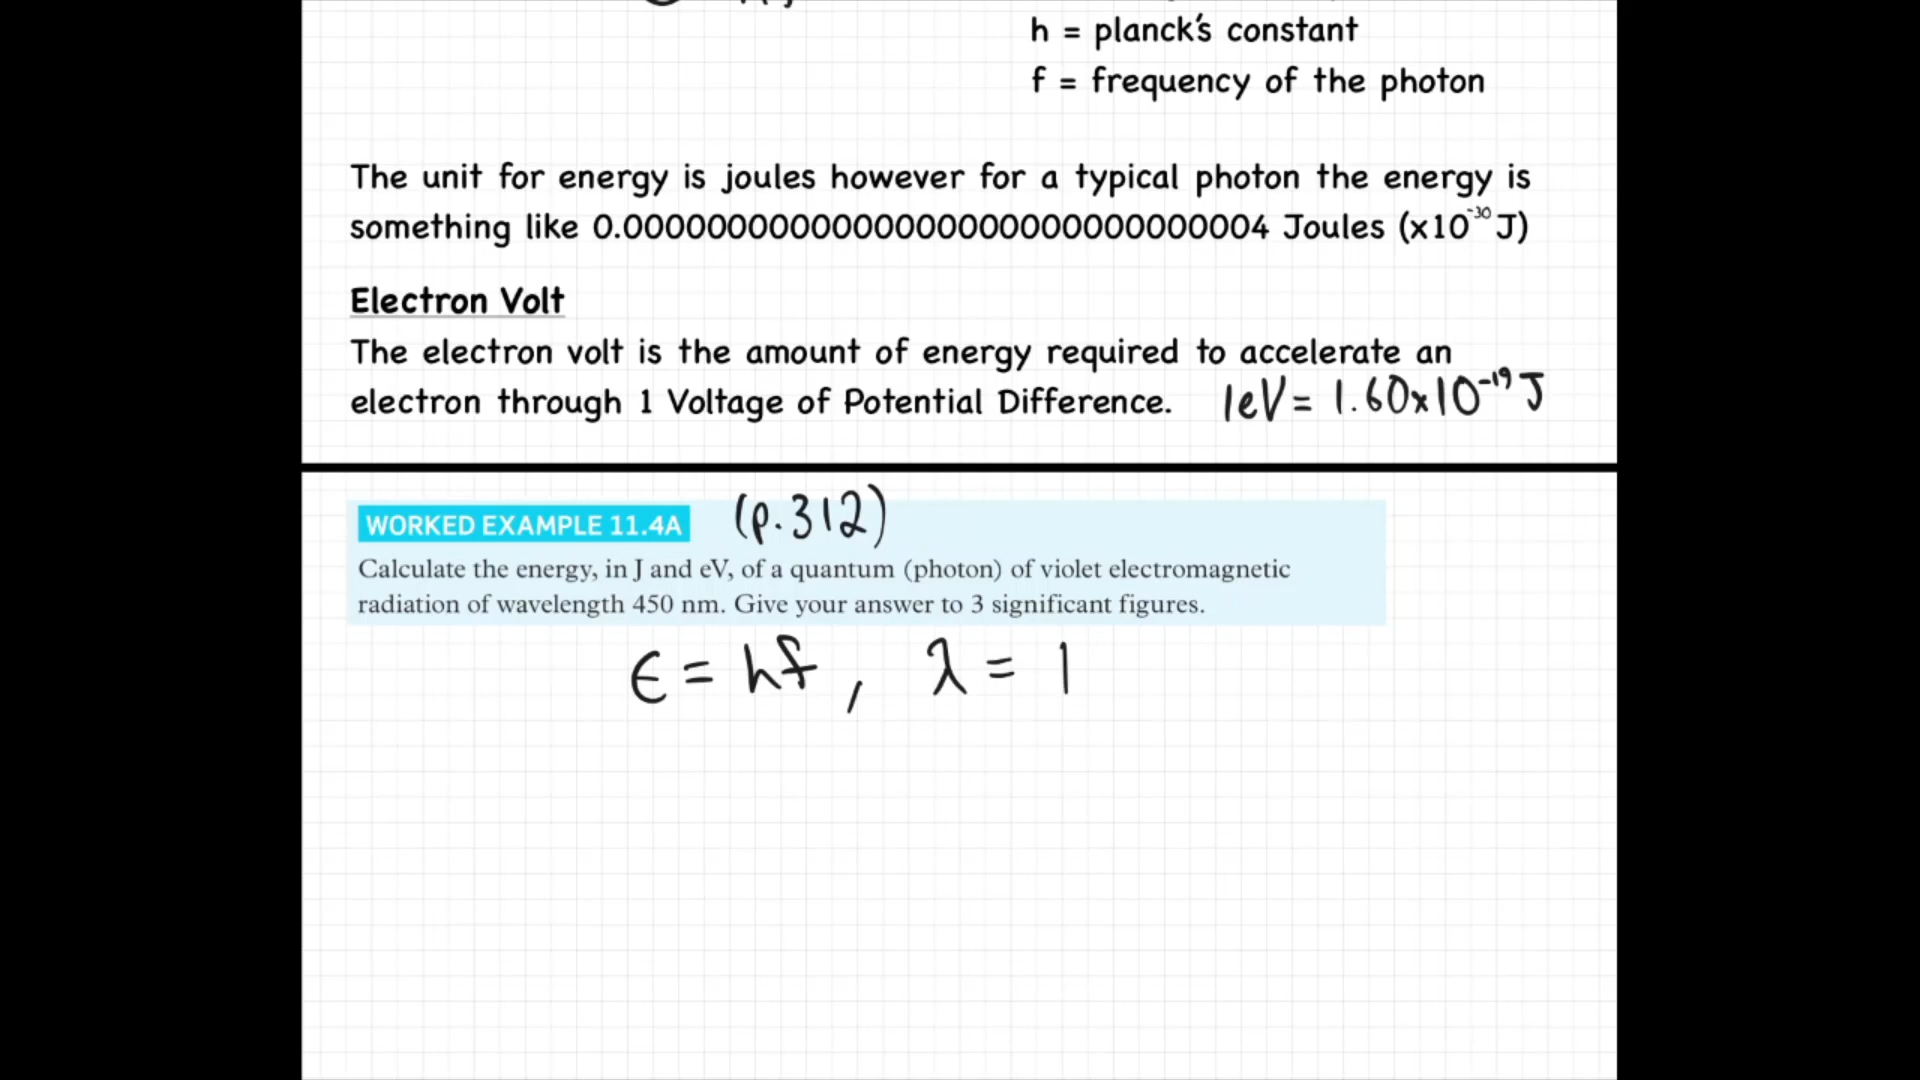 h = planck's constant
f = frequency of the photon
The unit for energy is joules however for a typical photon the energy is
something like 0.0000000000000000000000000000004 Joules (x10⁻³⁰ J)
Electron Volt
The electron volt is the amount of energy required to accelerate an
electron through 1 Voltage of Potential Difference. 1eV = 1.60x10⁻¹⁹ J
WORKED EXAMPLE 11.4A (p.312)
Calculate the energy, in J and eV, of a quantum (photon) of violet electromagnetic
radiation of wavelength 450 nm. Give your answer to 3 significant figures.
E = hf , λ = 1